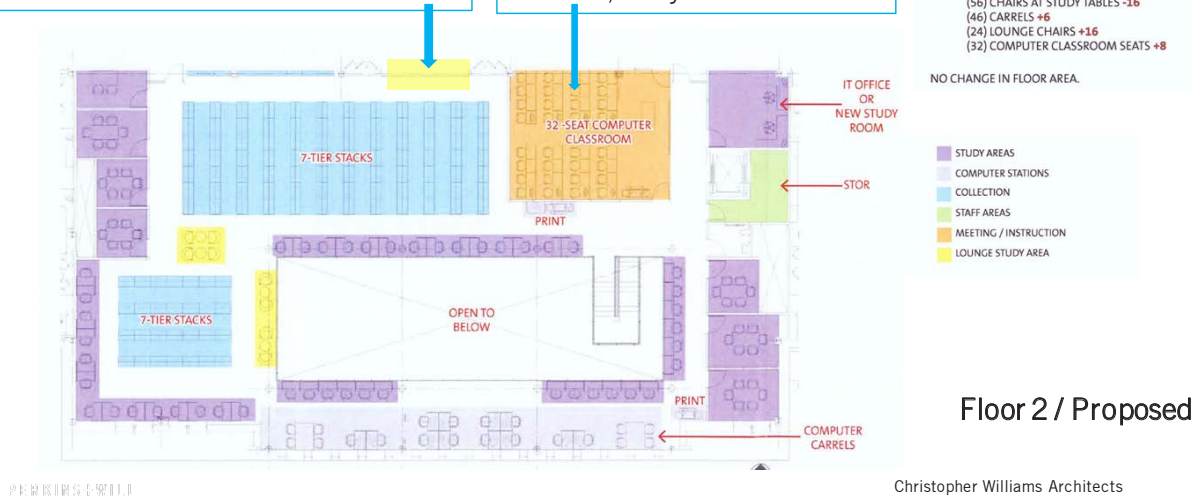 (56) CHAIRS AT STUDY TABLES -16
(46) CARRELS +6
(24) LOUNGE CHAIRS +16
(32) COMPUTER CLASSROOM SEATS +8
NO CHANGE IN FLOOR AREA.
IT OFFICE
OR
NEW STUDY
ROOM
32 -SEAT COMPUTER
CLASSROOM
7-TIER STACKS
STOR
PRINT
STUDY AREAS
COMPUTER STATIONS
COLLECTION
STAFF AREAS
MEETING / INSTRUCTION
LOUNGE STUDY AREA
7-TIER STACKS
OPEN TO
BELOW
PRINT
COMPUTER
CARRELS
Floor 2 / Proposed
PERKINS+WILL
Christopher Williams Architects